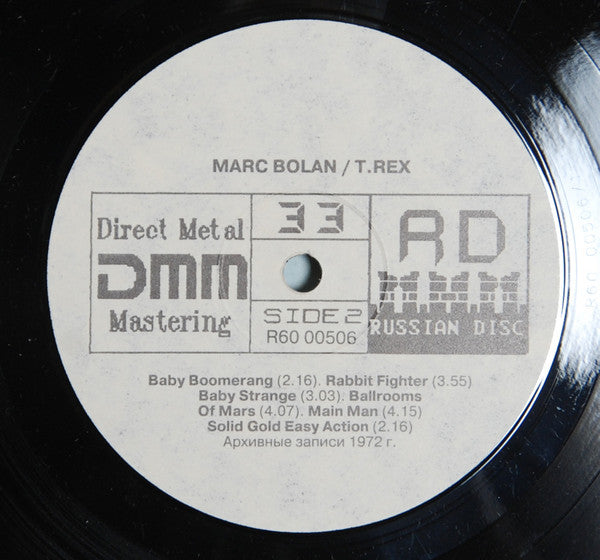 MARC BOLAN / T.REX
Direct Metal
DMM
Mastering
33
SIDE 2
R60 00506
RD
RUSSIAN DISC
Baby Boomerang (2.16). Rabbit Fighter (3.55)
Baby Strange (3.03). Ballrooms
Of Mars (4.07). Main Man (4.15)
Solid Gold Easy Action (2.16)
Архивные записи 1972 г.
R60 00506